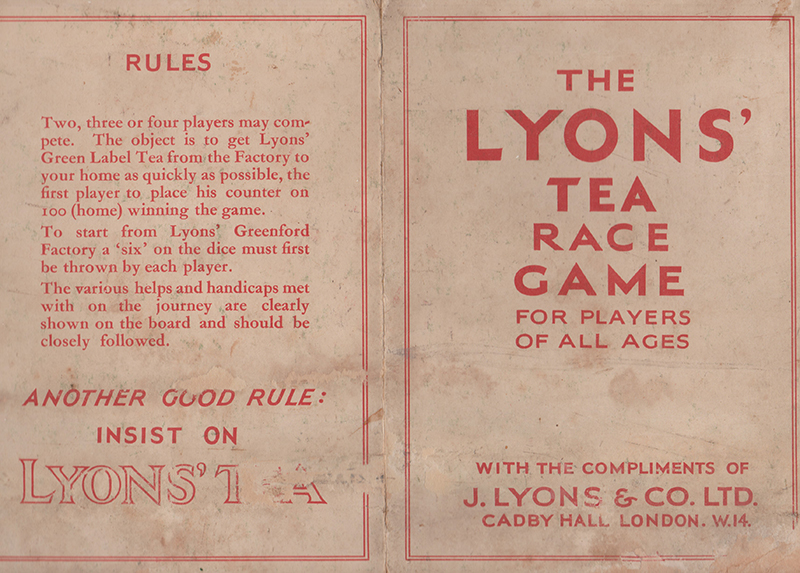 RULES
Two, three or four players may com-
pete. The object is to get Lyons'
Green Label Tea from the Factory to
your home as quickly as possible, the
first player to place his counter on
100 (home) winning the game.
To start from Lyons' Greenford
Factory a 'six' on the dice must first
be thrown by each player.
The various helps and handicaps met
with on the journey are clearly
shown on the board and should be
closely followed.
ANOTHER GOOD RULE:
INSIST ON
LYONS' TEA
THE
LYONS'
TEA
RACE
GAME
FOR PLAYERS
OF ALL AGES
WITH THE COMPLIMENTS OF
J. LYONS & CO. LTD.
CADBY HALL LONDON. W.14.